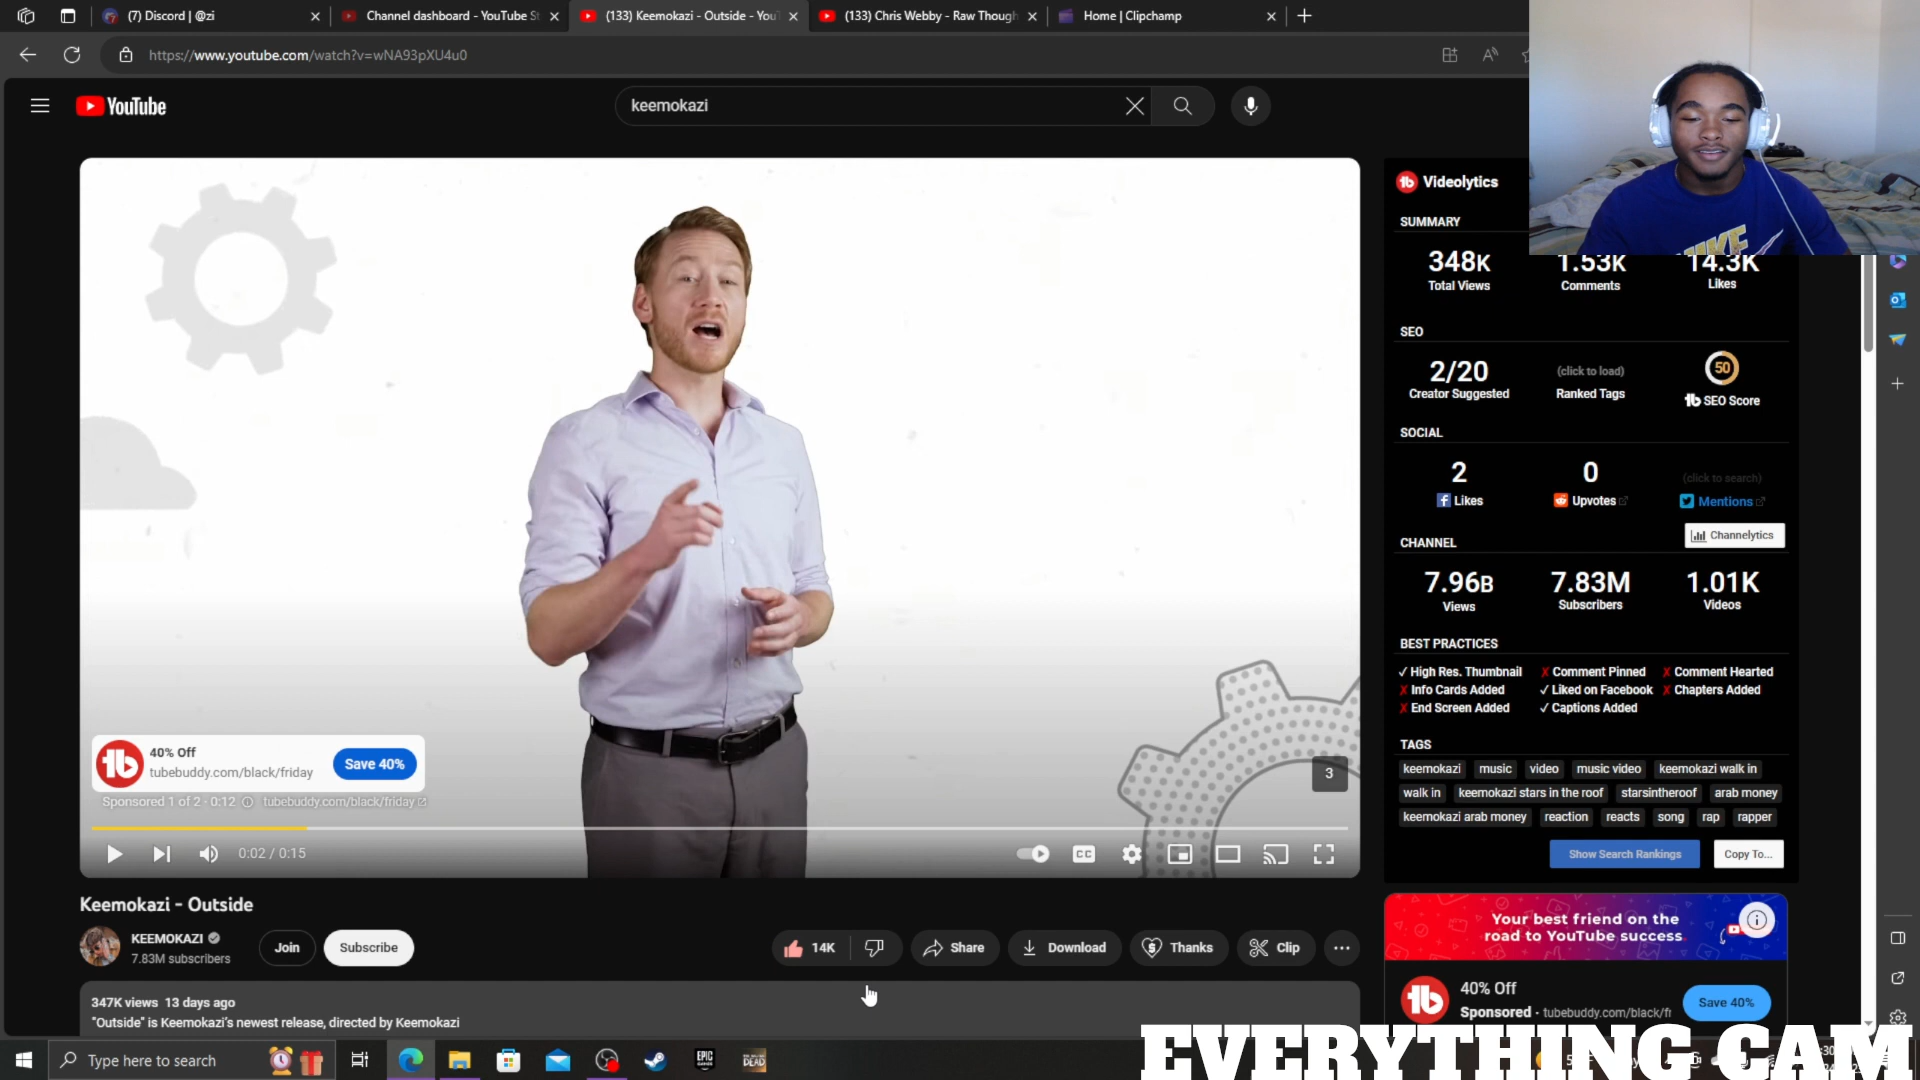 (7) Discord | @zi
Channel dashboard - YouTube St
(133) Keemokazi - Outside - YouT
(133) Chris Webby - Raw Though
Home | Clipchamp
https://www.youtube.com/watch?v=wNA93pXU4u0
YouTube
keemokazi
Videolytics
SUMMARY
348K
1.53K
14.3K
Total Views
Comments
Likes
SEO
2/20
(click to load)
50
Creator Suggested
Ranked Tags
SEO Score
SOCIAL
2
0
(click to search)
Likes
Upvotes
Mentions
Channelytics
CHANNEL
7.96B
7.83M
1.01K
Views
Subscribers
Videos
BEST PRACTICES
✓ High Res. Thumbnail
✗ Comment Pinned
✗ Comment Hearted
✗ Info Cards Added
✓ Liked on Facebook
✗ Chapters Added
✗ End Screen Added
✓ Captions Added
TAGS
keemokazi music video music video keemokazi walk in
walk in keemokazi stars in the roof starsintheroof arab money
keemokazi arab money reaction reacts song rap rapper
Show Search Rankings
Copy To...
40% Off
tubebuddy.com/black/friday
Save 40%
Sponsored 1 of 2 · 0:12 tubebuddy.com/black/friday
3
0:02 / 0:15
CC
Keemokazi - Outside
KEEMOKAZI
7.83M subscribers
Join
Subscribe
14K
Share
Download
Thanks
Clip
347K views 13 days ago
"Outside" is Keemokazi's newest release, directed by Keemokazi
Your best friend on the
road to YouTube success
40% Off
Sponsored · tubebuddy.com/black/fr
Save 40%
EVERYTHING CAM
Type here to search
EPIC
GAMES
DEAD